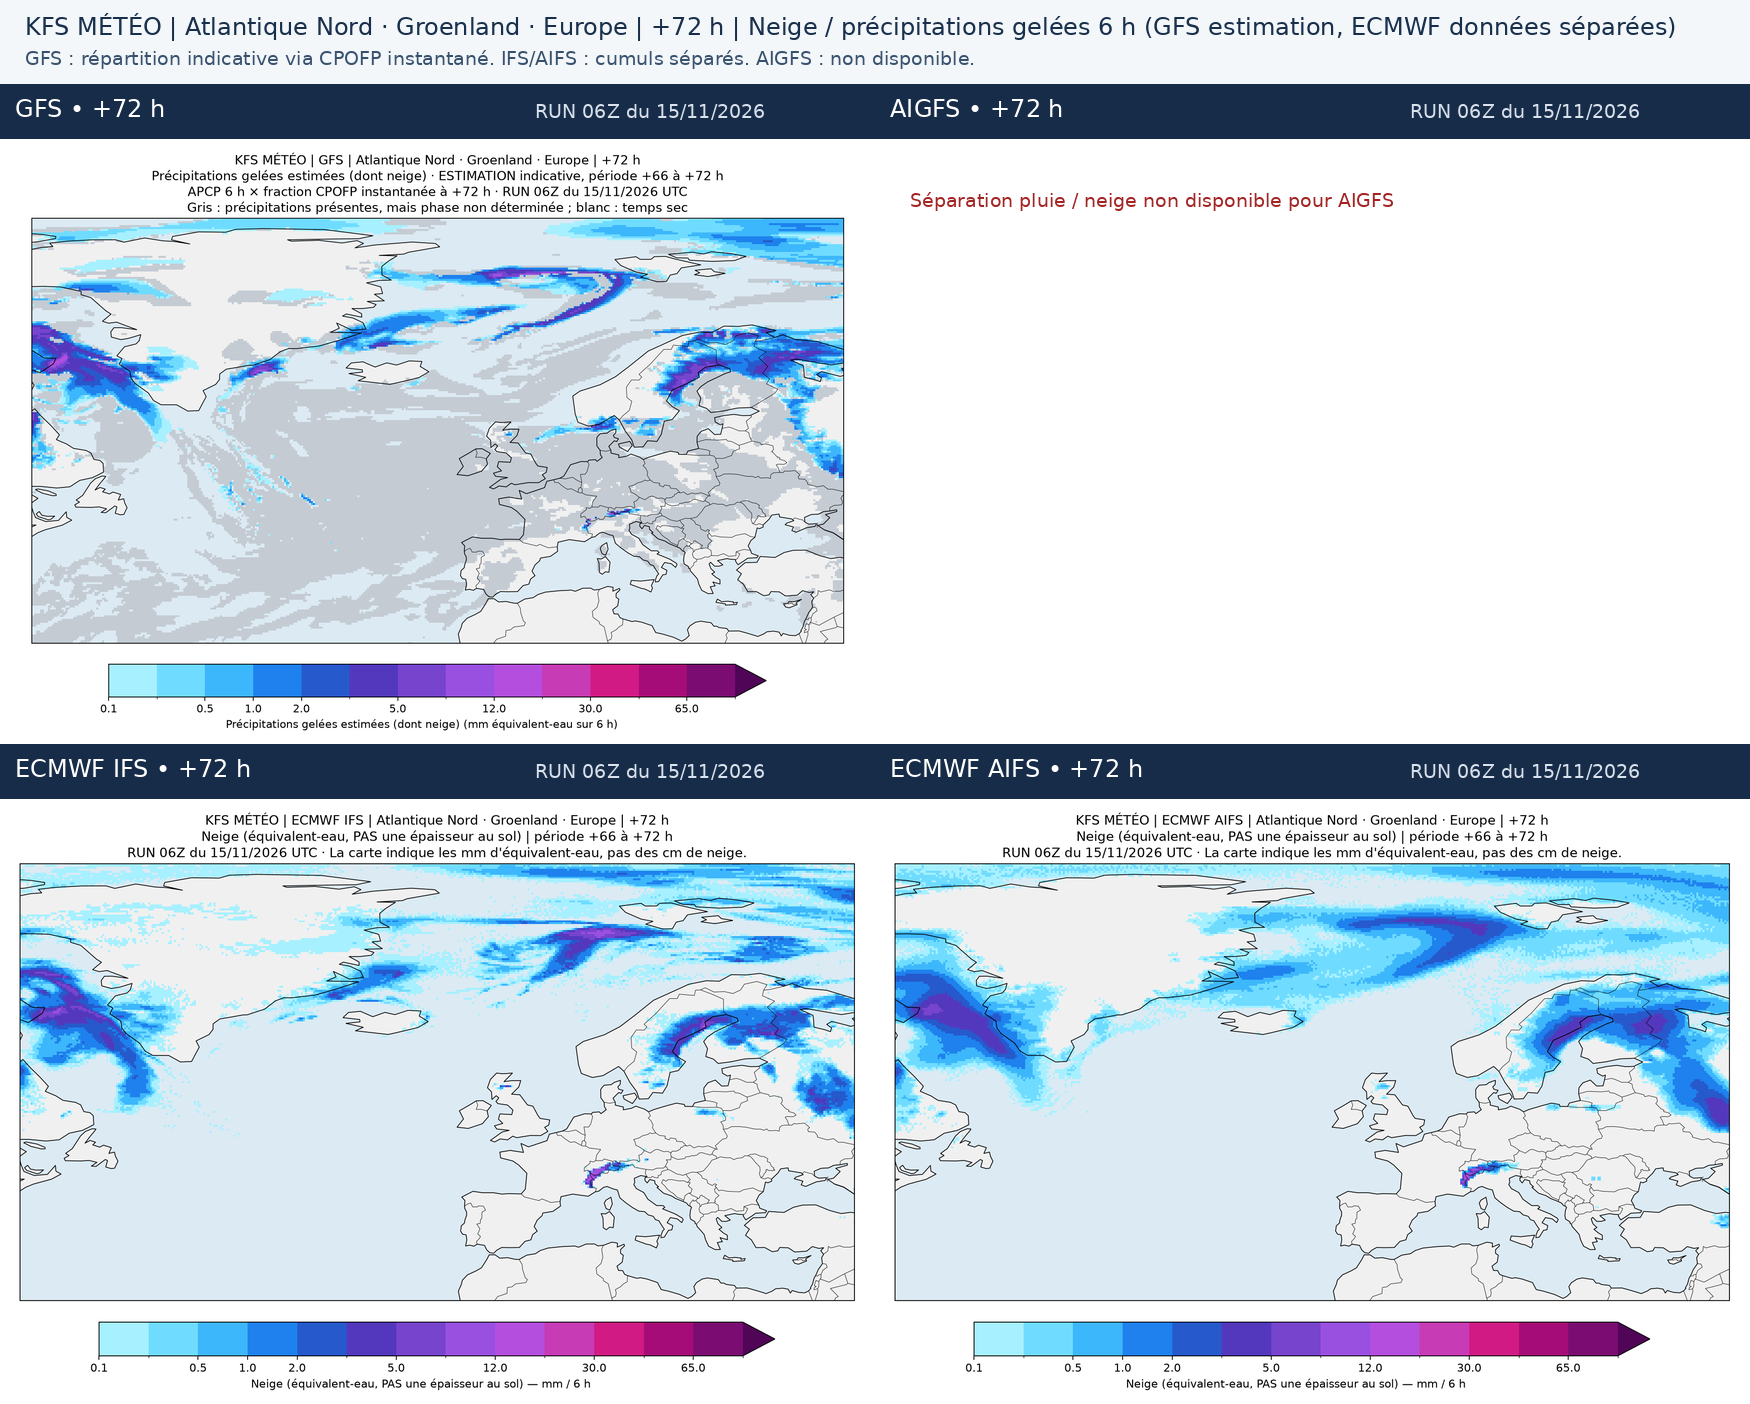 KFS MÉTÉO | Atlantique Nord · Groenland · Europe | +72 h | Neige / précipitations gelées 6 h (GFS estimation, ECMWF données séparées)
GFS : répartition indicative via CPOFP instantané. IFS/AIFS : cumuls séparés. AIGFS : non disponible.
GFS • +72 h
RUN 06Z du 15/11/2026
AIGFS • +72 h
RUN 06Z du 15/11/2026
KFS MÉTÉO | GFS | Atlantique Nord · Groenland · Europe | +72 h
Précipitations gelées estimées (dont neige) · ESTIMATION indicative, période +66 à +72 h
APCP 6 h × fraction CPOFP instantanée à +72 h · RUN 06Z du 15/11/2026 UTC
Gris : précipitations présentes, mais phase non déterminée ; blanc : temps sec
Séparation pluie / neige non disponible pour AIGFS
0.1 0.5 1.0 2.0 5.0 12.0 30.0 65.0
Précipitations gelées estimées (dont neige) (mm équivalent-eau sur 6 h)
ECMWF IFS • +72 h
RUN 06Z du 15/11/2026
ECMWF AIFS • +72 h
RUN 06Z du 15/11/2026
KFS MÉTÉO | ECMWF IFS | Atlantique Nord · Groenland · Europe | +72 h
Neige (équivalent-eau, PAS une épaisseur au sol) | période +66 à +72 h
RUN 06Z du 15/11/2026 UTC · La carte indique les mm d'équivalent-eau, pas des cm de neige.
KFS MÉTÉO | ECMWF AIFS | Atlantique Nord · Groenland · Europe | +72 h
Neige (équivalent-eau, PAS une épaisseur au sol) | période +66 à +72 h
RUN 06Z du 15/11/2026 UTC · La carte indique les mm d'équivalent-eau, pas des cm de neige.
0.1 0.5 1.0 2.0 5.0 12.0 30.0 65.0
Neige (équivalent-eau, PAS une épaisseur au sol) — mm / 6 h
0.1 0.5 1.0 2.0 5.0 12.0 30.0 65.0
Neige (équivalent-eau, PAS une épaisseur au sol) — mm / 6 h